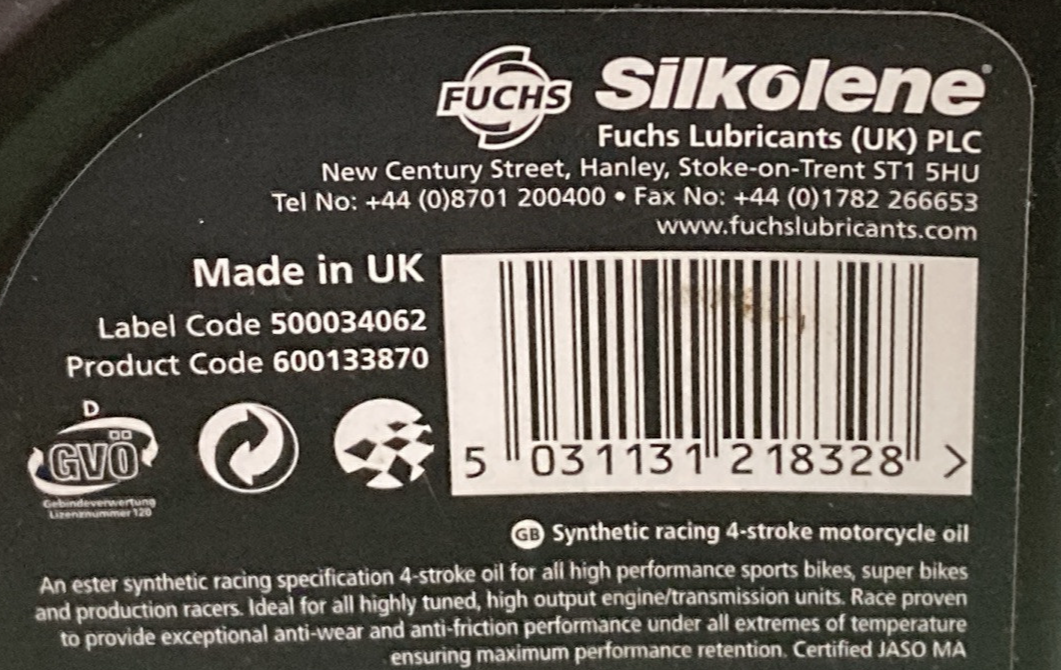 FUCHS Silkolene®
Fuchs Lubricants (UK) PLC
New Century Street, Hanley, Stoke-on-Trent ST1 5HU
Tel No: +44 (0)8701 200400 • Fax No: +44 (0)1782 266653
www.fuchslubricants.com
Made in UK
Label Code 500034062
Product Code 600133870
D
GVÖ
Gebindeverwertung
Lizenznummer 120
5 031131 218328 >
GB Synthetic racing 4-stroke motorcycle oil
An ester synthetic racing specification 4-stroke oil for all high performance sports bikes, super bikes
and production racers. Ideal for all highly tuned, high output engine/transmission units. Race proven
to provide exceptional anti-wear and anti-friction performance under all extremes of temperature
ensuring maximum performance retention. Certified JASO MA